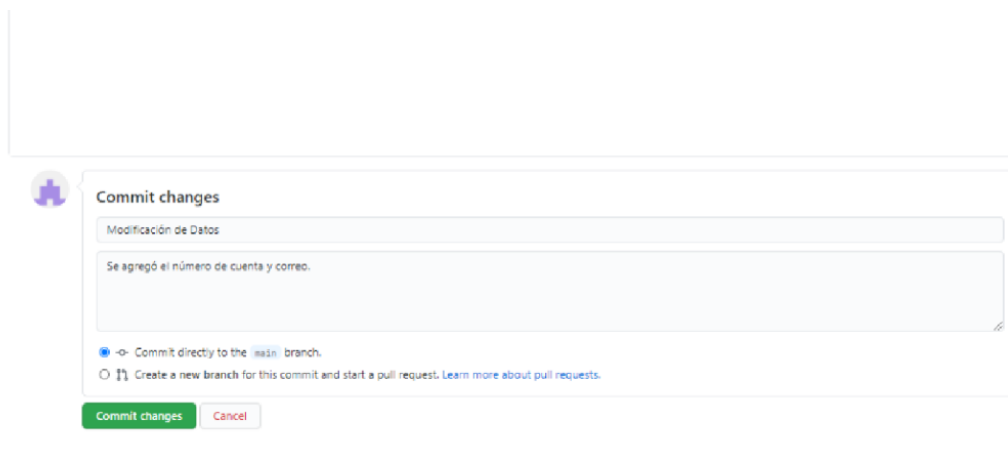 Commit changes
Modificación de Datos
Se agregó el número de cuenta y correo.
Commit directly to the main branch.
Create a new branch for this commit and start a pull request. Learn more about pull requests.
Commit changes Cancel